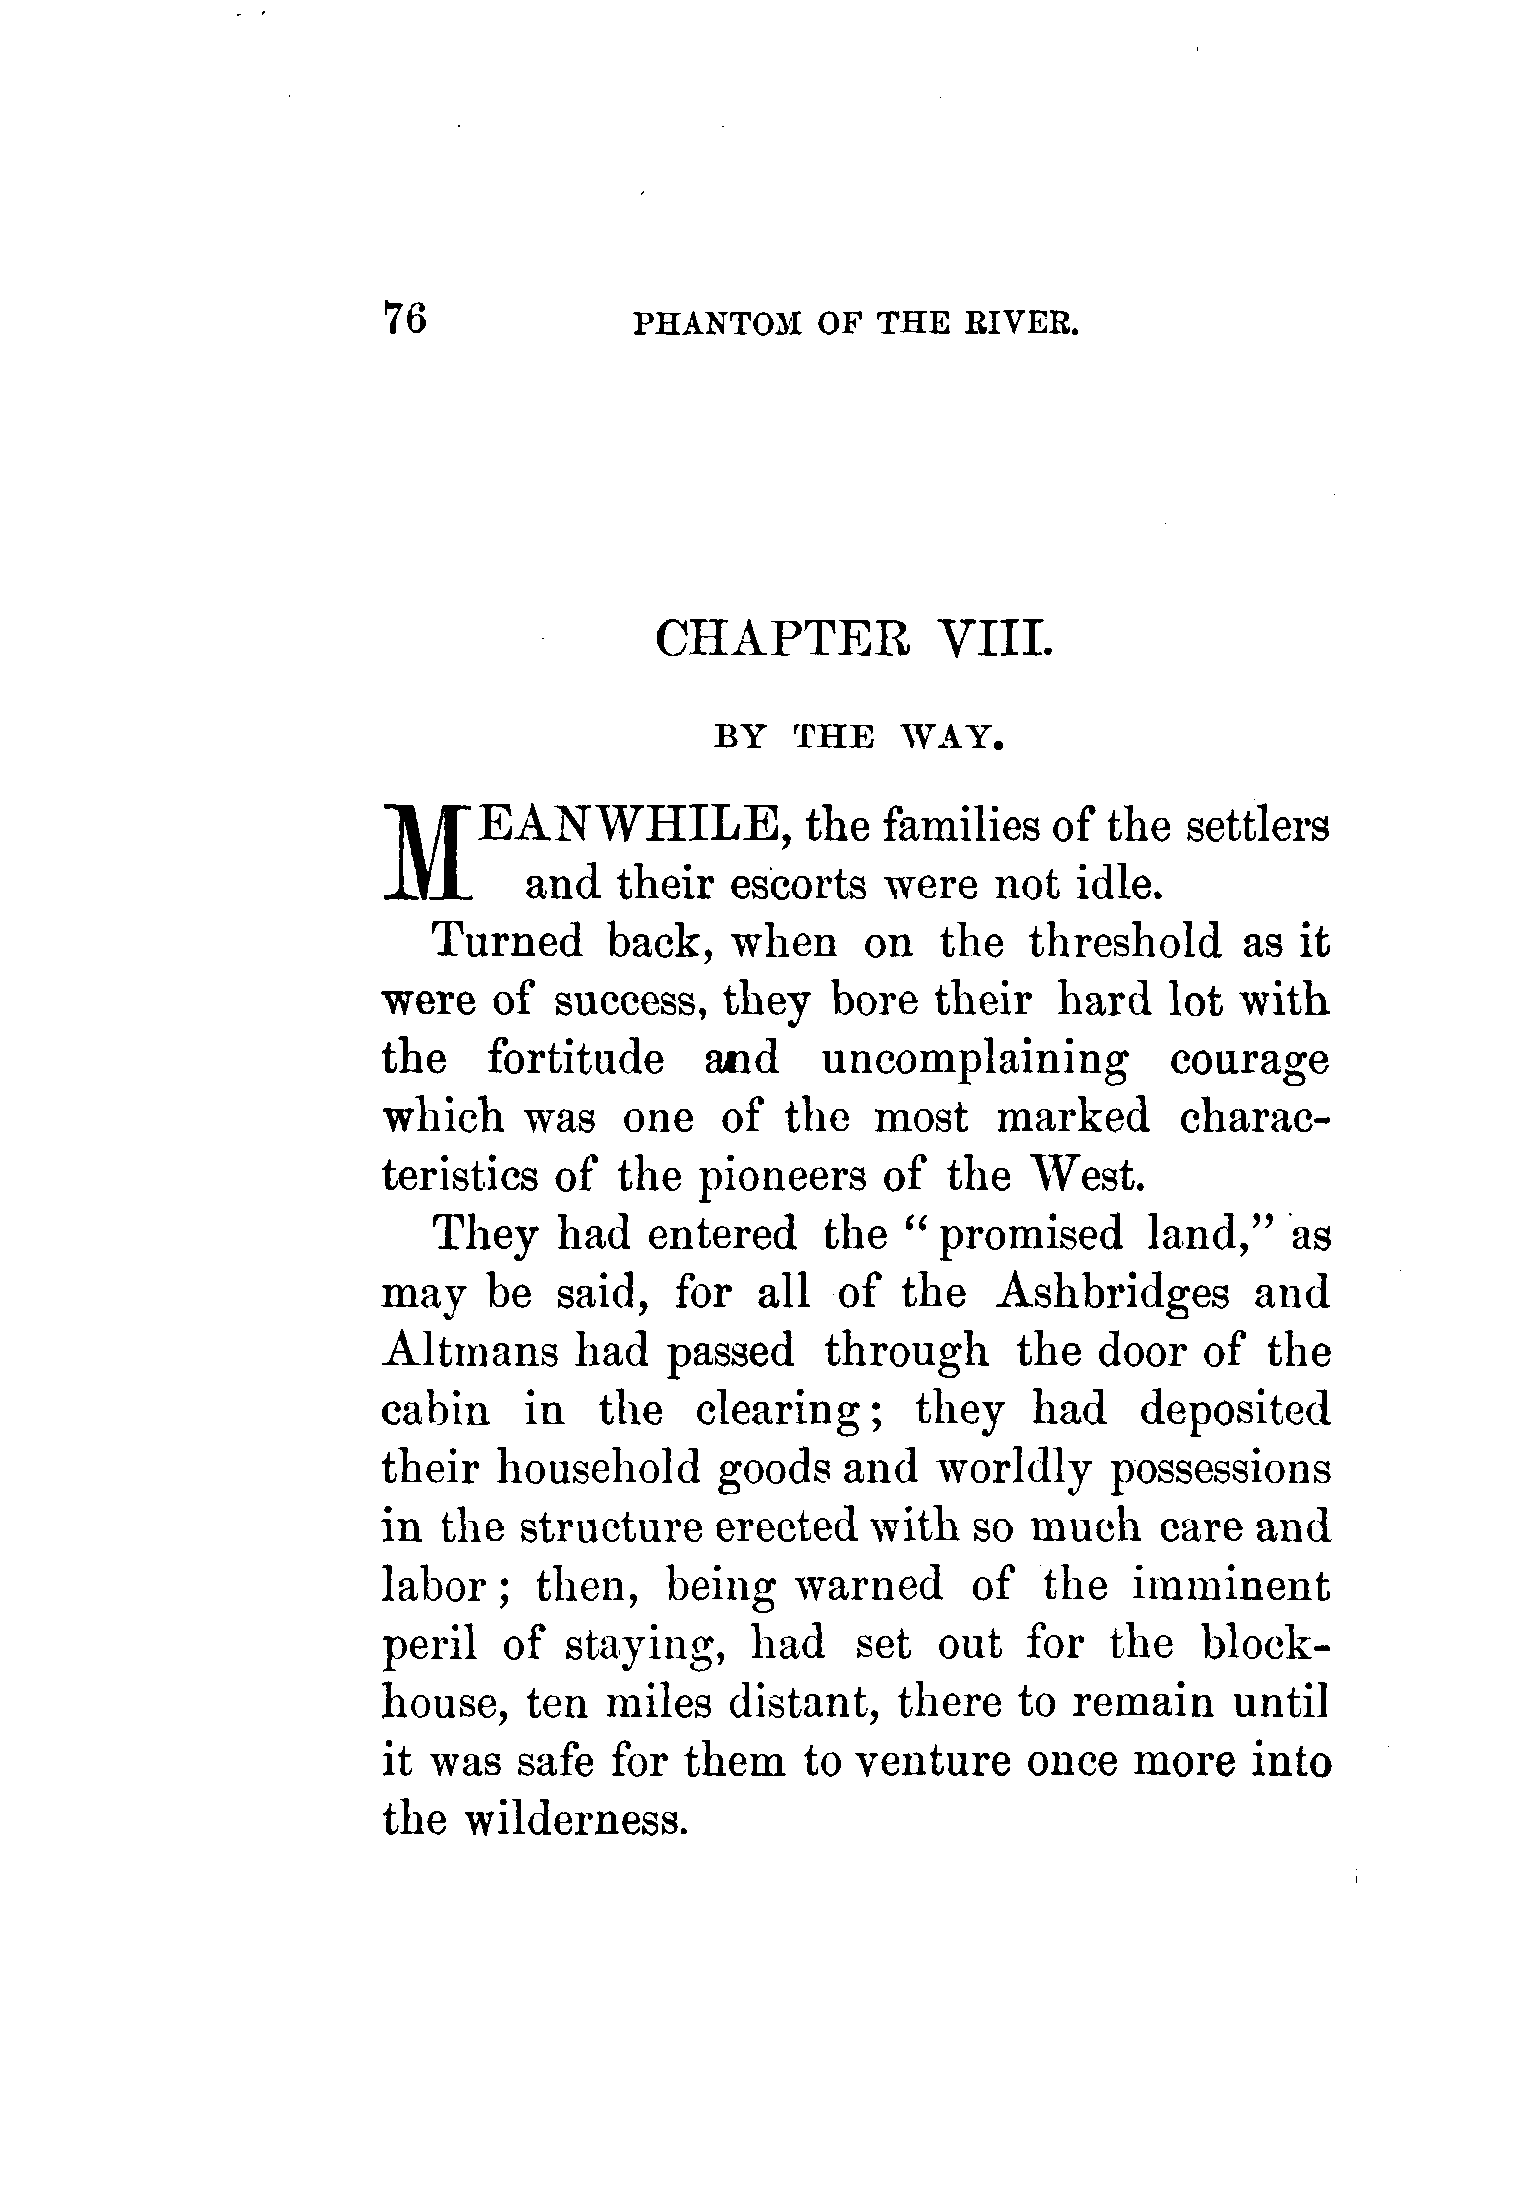 76 PHANTOM OF THE RIVER.
CHAPTER VIII.
BY THE WAY.
MEANWHILE, the families of the settlers
and their escorts were not idle.
Turned back, when on the threshold as it
were of success, they bore their hard lot with
the fortitude and uncomplaining courage
which was one of the most marked charac-
teristics of the pioneers of the West.
They had entered the “promised land,” as
may be said, for all of the Ashbridges and
Altmans had passed through the door of the
cabin in the clearing; they had deposited
their household goods and worldly possessions
in the structure erected with so much care and
labor; then, being warned of the imminent
peril of staying, had set out for the block-
house, ten miles distant, there to remain until
it was safe for them to venture once more into
the wilderness.